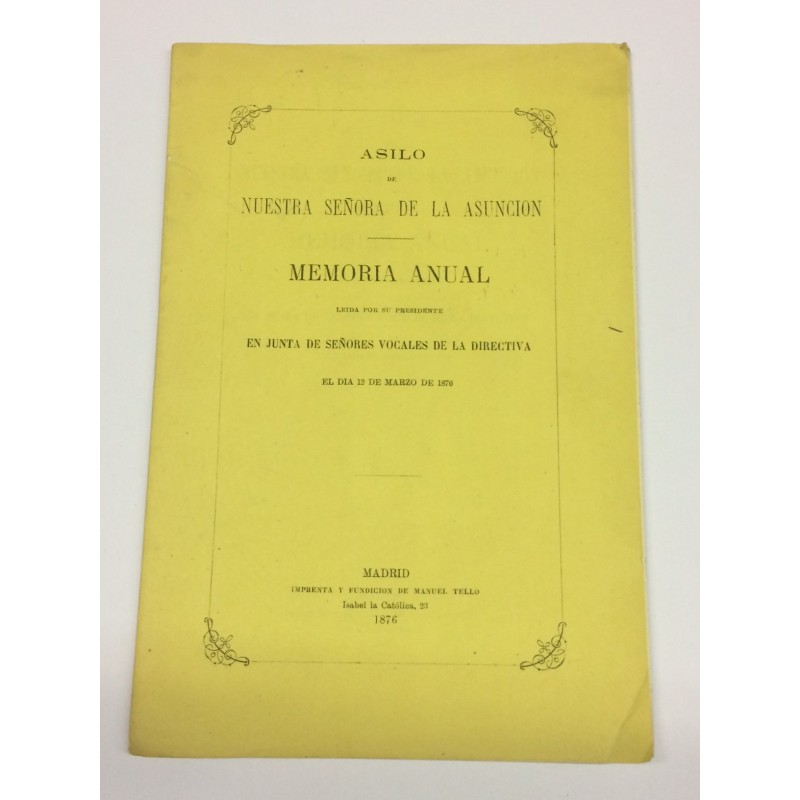 ASILO
DE
NUESTRA SEÑORA DE LA ASUNCION
MEMORIA ANUAL
LEIDA POR SU PRESIDENTE
EN JUNTA DE SEÑORES VOCALES DE LA DIRECTIVA
EL DIA 12 DE MARZO DE 1876
MADRID
IMPRENTA Y FUNDICION DE MANUEL TELLO
Isabel la Católica, 23
1876